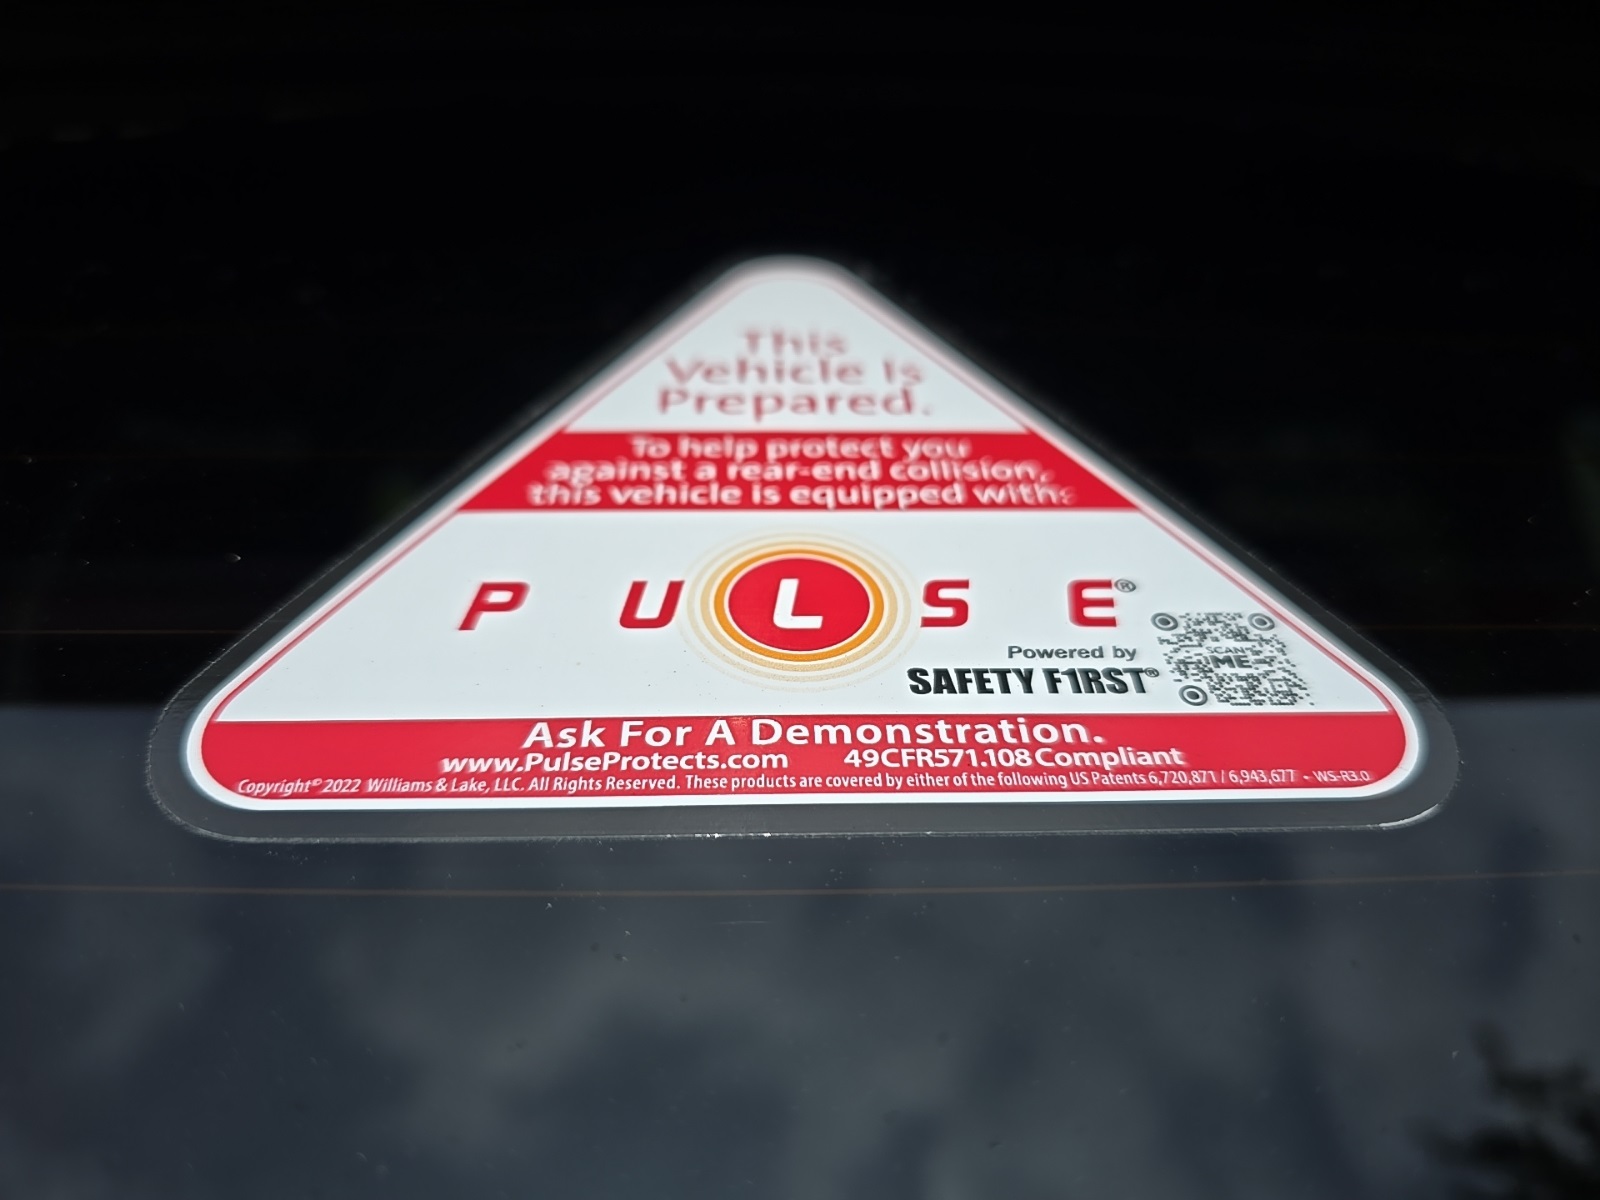 This
Vehicle Is
Prepared.
To help protect you
against a rear-end collision,
this vehicle is equipped with:
PULSE®
Powered by
SAFETY F1RST®
SCAN
ME
Ask For A Demonstration.
www.PulseProtects.com 49CFR571.108 Compliant
Copyright© 2022 Williams & Lake, LLC. All Rights Reserved. These products are covered by either of the following US Patents 6,720,871 / 6,943,677 - WS-R3.0